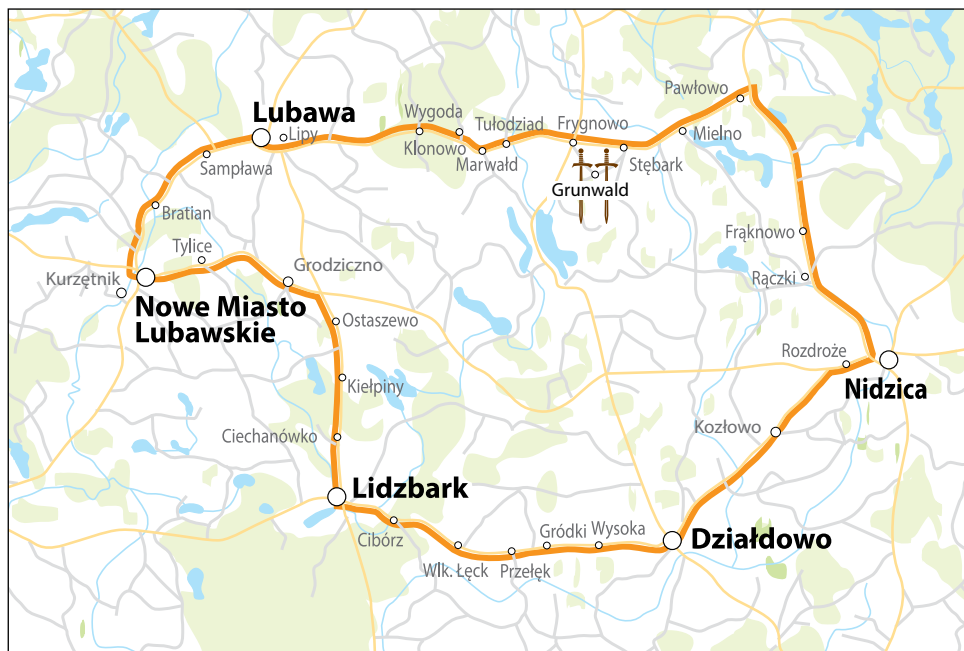 Pawłowo
Lubawa
Wygoda
Lipy
Tułodziad
Frygnowo
Mielno
Klonowo
Marwałd
Stębark
Sampława
Grunwald
Bratian
Frąknowo
Tylice
Kurzętnik
Grodziczno
Rączki
Nowe Miasto
Lubawskie
Ostaszewo
Rozdroże
Kiełpiny
Nidzica
Kozłowo
Ciechanówko
Lidzbark
Cibórz
Gródki
Wysoka
Działdowo
Wlk. Łęck
Przełęk